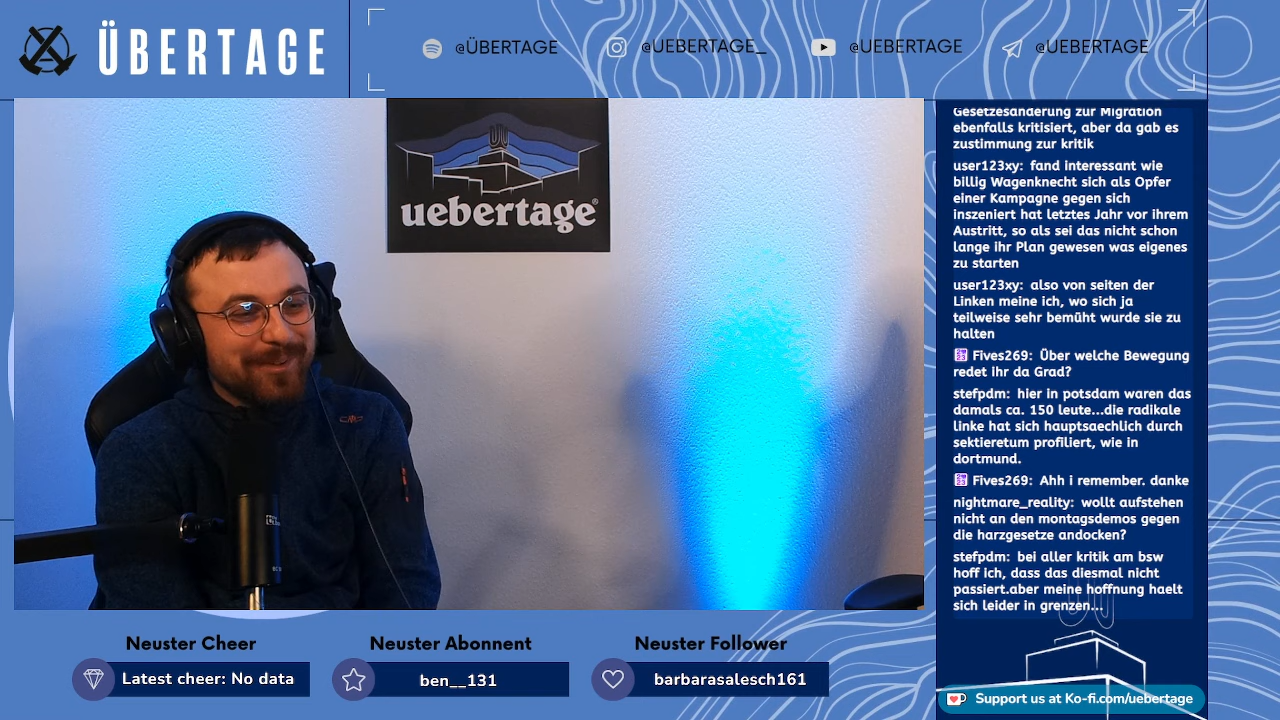 ÜBERTAGE
@ÜBERTAGE
@UEBERTAGE_
@UEBERTAGE
@UEBERTAGE
uebertage®
Gesetzesänderung zur Migration
ebenfalls kritisiert, aber da gab es
zustimmung zur kritik
user123xy: fand interessant wie
billig Wagenknecht sich als Opfer
einer Kampagne gegen sich
inszeniert hat letztes Jahr vor ihrem
Austritt, so als sei das nicht schon
lange ihr Plan gewesen was eigenes
zu starten
user123xy: also von seiten der
Linken meine ich, wo sich ja
teilweise sehr bemüht wurde sie zu
halten
Fives269: Über welche Bewegung
redet ihr da Grad?
stefpdm: hier in potsdam waren das
damals ca. 150 leute...die radikale
linke hat sich hauptsaechlich durch
sektieretum profiliert, wie in
dortmund.
Fives269: Ahh i remember. danke
nightmare_reality: wollt aufstehen
nicht an den montagsdemos gegen
die harzgesetze andocken?
stefpdm: bei aller kritik am bsw
hoff ich, dass das diesmal nicht
passiert.aber meine hoffnung haelt
sich leider in grenzen...
Neuster Cheer
Latest cheer: No data
Neuster Abonnent
ben__131
Neuster Follower
barbarasalesch161
Support us at Ko-fi.com/uebertage